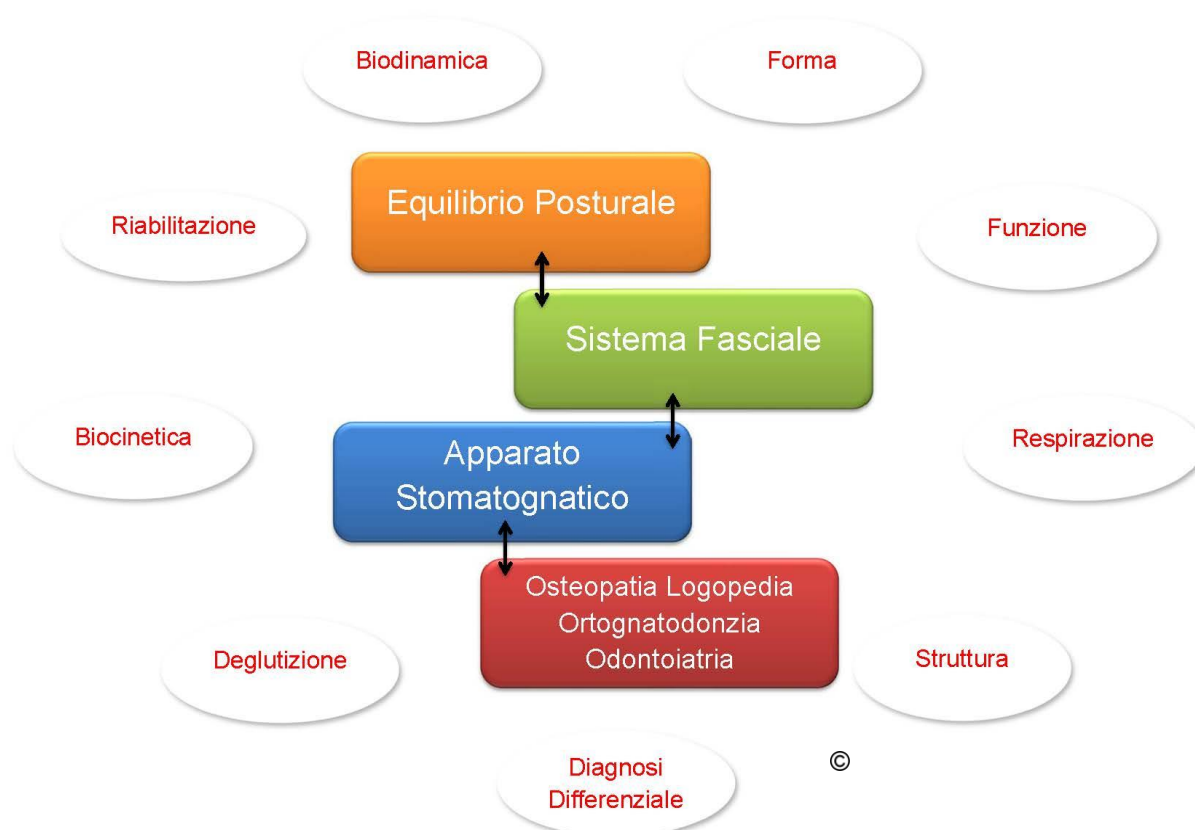 Biodinamica
Forma
Equilibrio Posturale
Riabilitazione
Funzione
Sistema Fasciale
Biocinetica
Respirazione
Apparato
Stomatognatico
Osteopatia Logopedia
Ortognatodonzia
Odontoiatria
Deglutizione
Struttura
©
Diagnosi
Differenziale